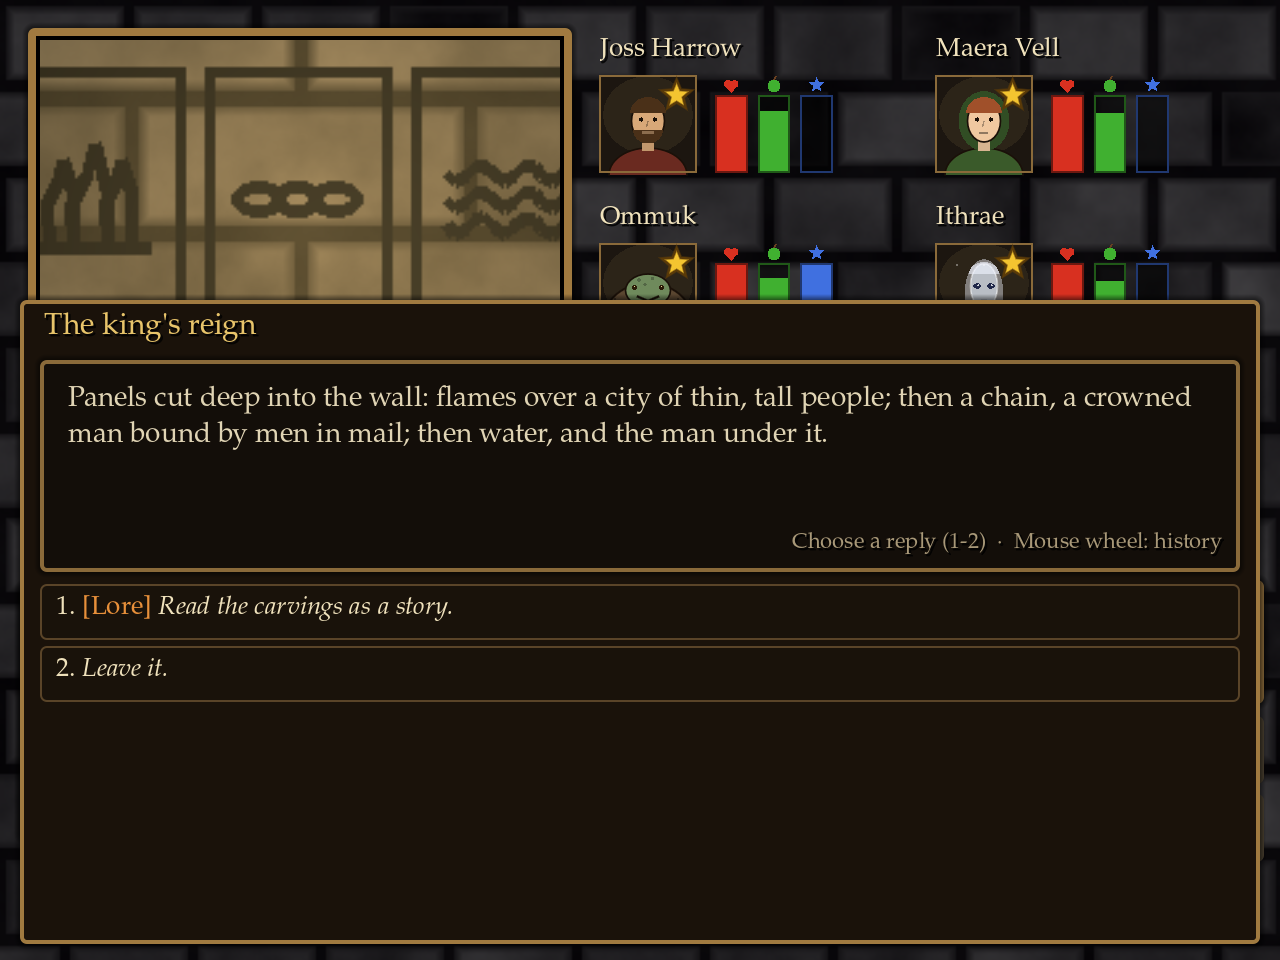 Joss Harrow
Maera Vell
Ommuk
Ithrae
The king's reign
Panels cut deep into the wall: flames over a city of thin, tall people; then a chain, a crowned
man bound by men in mail; then water, and the man under it.
Choose a reply (1-2) · Mouse wheel: history
1. [Lore] Read the carvings as a story.
2. Leave it.